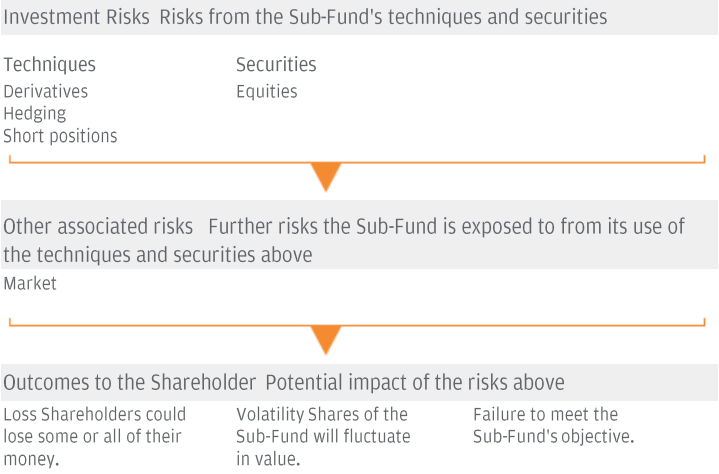 Investment Risks Risks from the Sub-Fund's techniques and securities
Techniques
Derivatives
Hedging
Short positions
Securities
Equities
Other associated risks Further risks the Sub-Fund is exposed to from its use of
the techniques and securities above
Market
Outcomes to the Shareholder Potential impact of the risks above
Loss Shareholders could
lose some or all of their
money.
Volatility Shares of the
Sub-Fund will fluctuate
in value.
Failure to meet the
Sub-Fund's objective.